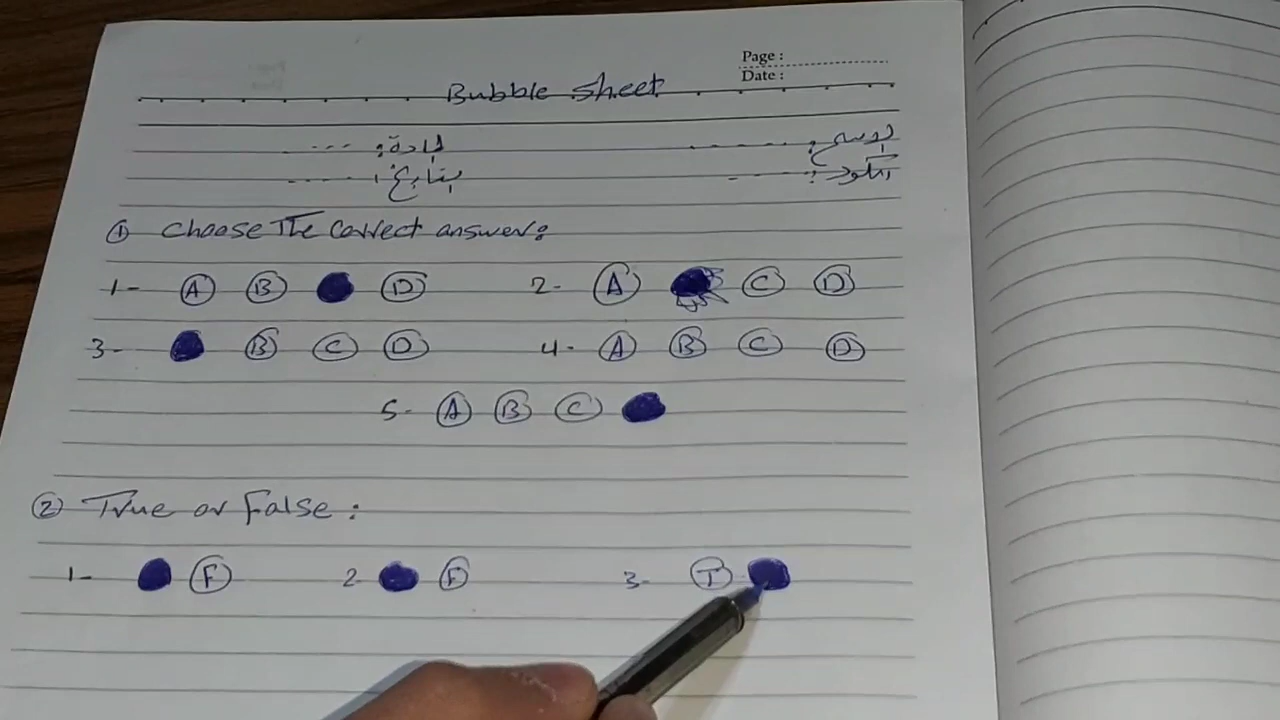 Page :
Date :
Bubble sheet
الاسم : المادة :
الكود :
① Choose The Correct answer :
1- A B D 2- A C D
3- B C D 4- A B C D
5- A B C
② True or False :
1- F 2- F 3- T